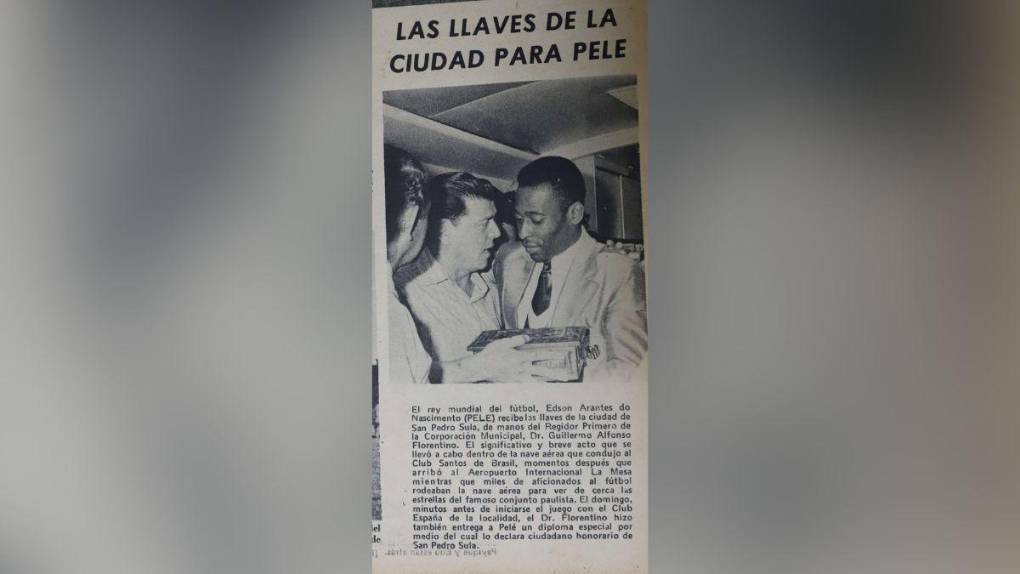 LAS LLAVES DE LA
CIUDAD PARA PELE
El rey mundial del fútbol, Edson Arantes do
Nascimento (PELE) recibe las llaves de la ciudad de
San Pedro Sula, de manos del Regidor Primero de
la Corporación Municipal, Dr. Guillermo Alfonso
Florentino. El significativo y breve acto que se
llevó a cabo dentro de la nave aérea que condujo al
Club Santos de Brasil, momentos después que
arribó al Aeropuerto Internacional La Mesa
mientras que miles de aficionados al fútbol
rodeaban la nave aérea para ver de cerca las
estrellas del famoso conjunto paulista. El domingo,
minutos antes de iniciarse el juego con el Club
España de la localidad, el Dr. Florentino hizo
también entrega a Pelé un diploma especial por
medio del cual lo declara ciudadano honorario de
San Pedro Sula.